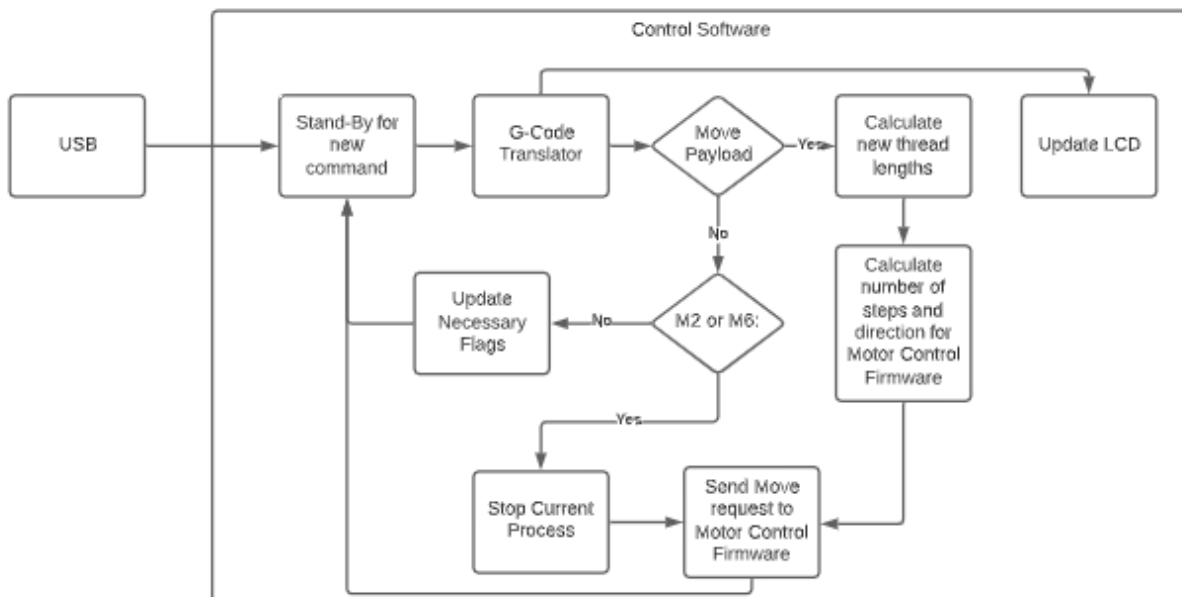 Control Software
USB
Stand-By for
new
command
G-Code
Translator
Move
Payload
Yes
Calculate
new thread
lengths
Update LCD
No
Calculate
number of
steps and
direction for
Motor Control
Firmware
Update
Necessary
Flags
No
M2 or M6:
Yes
Stop Current
Process
Send Move
request to
Motor Control
Firmware